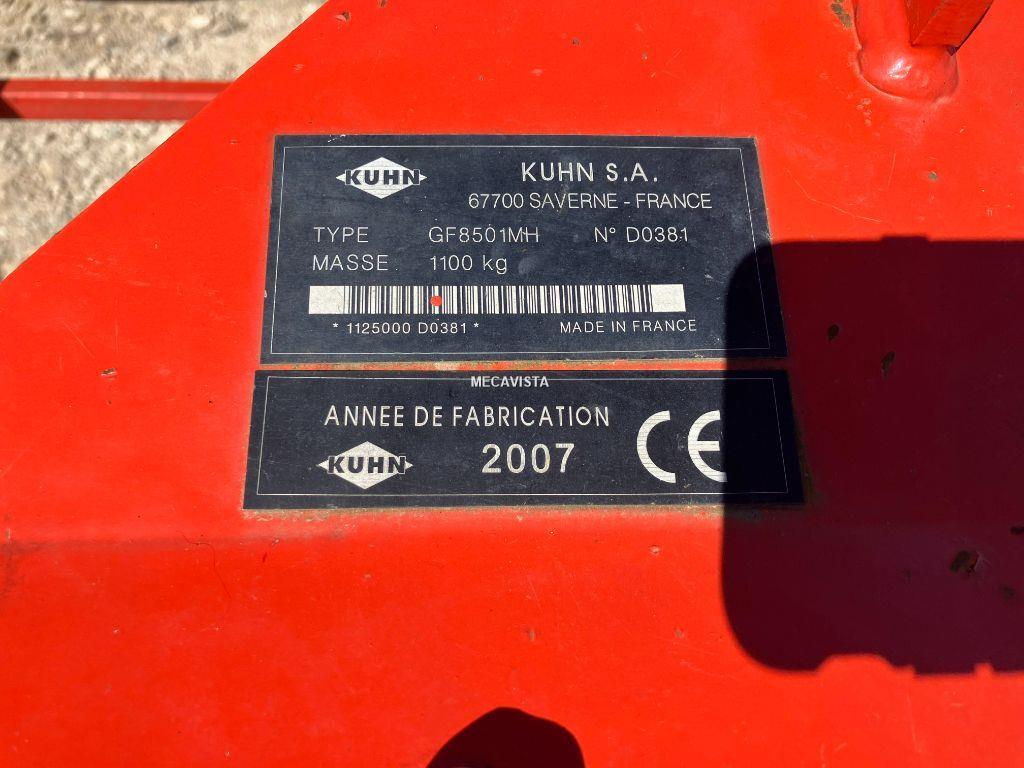 KUHN KUHN S.A.
67700 SAVERNE - FRANCE
TYPE GF8501MH N° D0381
MASSE 1100 kg
* 1125000 D0381 * MADE IN FRANCE
MECAVISTA
ANNEE DE FABRICATION
KUHN 2007 CE